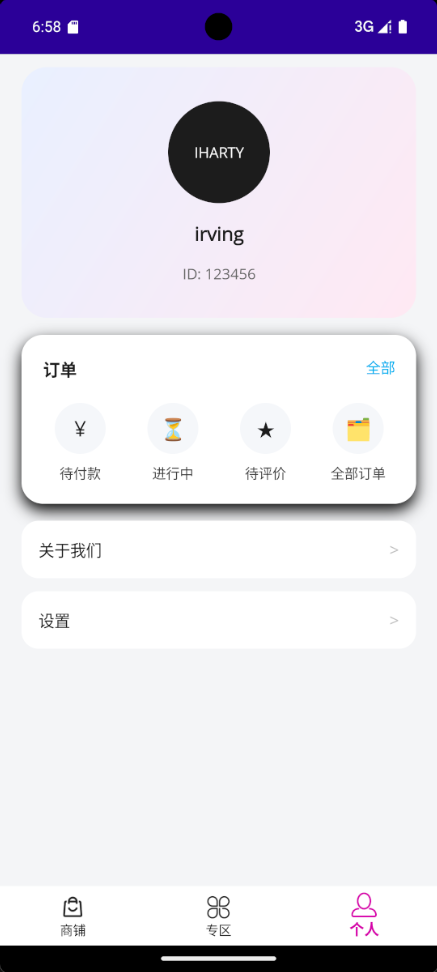 6:58
3G
IHARTY
irving
ID: 123456
订单
全部
¥
待付款
进行中
待评价
全部订单
关于我们
>
设置
>
商铺
专区
个人